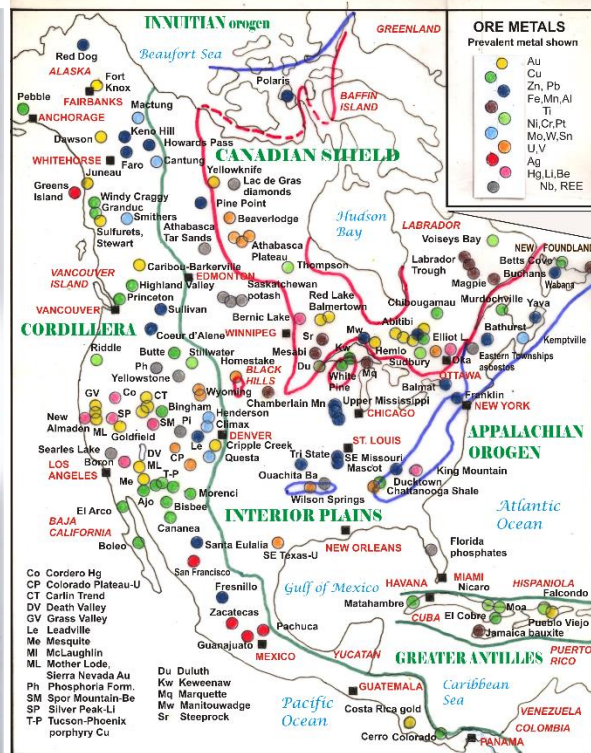 INNUITIAN orogen
GREENLAND
Beaufort Sea
Red Dog
ALASKA
Fort
Knox
Polaris
BAFFIN
ISLAND
Pebble
FAIRBANKS
Mactung
ANCHORAGE
Keno Hill
Howards Pass
Dawson
WHITEHORSE
Faro
Cantung
CANADIAN SHIELD
Juneau
Yellowknife
Lac de Gras
diamonds
Greens
Island
Windy Craggy
Granduc
Pine Point
Beaverlodge
Hudson
Bay
LABRADOR
Smithers
Sulfurets,
Stewart
Athabasca
Tar Sands
Athabasca
Plateau
Voiseys Bay
NEW FOUNDLAND
Labrador
Trough
Betts Cove
Buchans
Wabana
VANCOUVER
ISLAND
Caribou-Barkerville
Thompson
EDMONTON
Magpie
Highland Valley
Saskatchewan
potash
Red Lake
Balmertown
Chibougamau
Murdochville
Princeton
VANCOUVER
Bernic Lake
Abitibi
Yava
Sullivan
WINNIPEG
Sr
Mw
Elliot L
Bathurst
CORDILLERA
Coeur d'Alene
Mesabi
Kw
Hemlo
Sudbury
Oka
Kemptville
Riddle
Butte
Stillwater
Homestake
Du
White
Pine
Mq
OTTAWA
Eastern Townships
asbestos
Ph
Yellowstone
BLACK
HILLS
Balmat
Wyoming
Chamberlain Mn
Franklin
GV
Co
CT
Upper Mississippi
NEW YORK
New
Almaden
SP
Bingham
Henderson
CHICAGO
ML
SM
Pi
Climax
Goldfield
DENVER
APPALACHIAN
OROGEN
Searles Lake
DV
Le
Cripple Creek
ST. LOUIS
Boron
ML
CP
Questa
Tri State
SE Missouri
LOS
ANGELES
Me
T-P
Mascot
King Mountain
Ouachita Ba
Ducktown
Morenci
Wilson Springs
Chattanooga Shale
El Arco
Ajo
Bisbee
Atlantic
Ocean
Cananea
INTERIOR PLAINS
BAJA
CALIFORNIA
Boleo
Santa Eulalia
SE Texas-U
NEW ORLEANS
Florida
phosphates
San Francisco
Gulf of Mexico
MIAMI
Fresnillo
HAVANA
Nicaro
HISPANIOLA
Matahambre
Moa
Falcondo
Zacatecas
CUBA
El Cobre
Pueblo Viejo
Pachuca
Jamaica bauxite
PUERTO
RICO
Guanajuato
MEXICO
YUCATAN
GREATER ANTILLES
GUATEMALA
Caribbean
Sea
Pacific
Ocean
Costa Rica gold
VENEZUELA
COLOMBIA
Cerro Colorado
PANAMA
ORE METALS
Prevalent metal shown
Au
Cu
Zn, Pb
Fe,Mn,Al
Ti
Ni,Cr,Pt
Mo,W,Sn
U,V
Ag
Hg,Li,Be
Nb, REE
Co Cordero Hg
CP Colorado Plateau-U
CT Carlin Trend
DV Death Valley
GV Grass Valley
Le Leadville
Me Mesquite
Ml McLaughlin
ML Mother Lode,
Sierra Nevada Au
Ph Phosphoria Form.
SM Spor Mountain-Be
SP Silver Peak-Li
T-P Tucson-Phoenix
porphyry Cu
Du Duluth
Kw Keweenaw
Mq Marquette
Mw Manitouwadge
Sr Steeprock